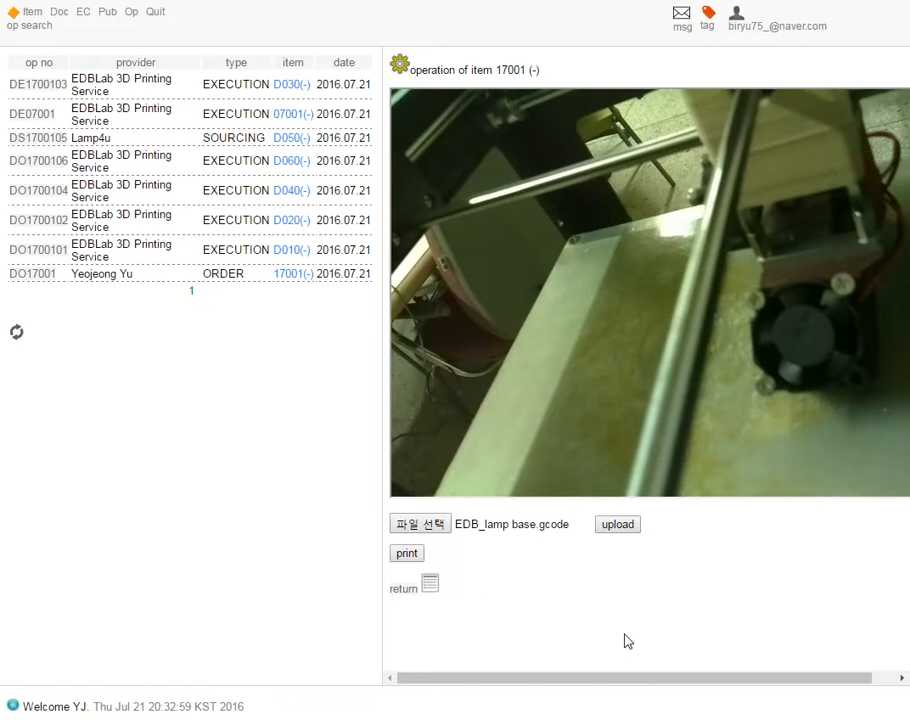 Item Doc EC Pub Op Quit
op search
msg tag biryu75_@naver.com
op no provider type item date
DE1700103 EDBLab 3D Printing Service EXECUTION D030(-) 2016.07.21
DE07001 EDBLab 3D Printing Service EXECUTION 07001(-) 2016.07.21
DS1700105 Lamp4u SOURCING D050(-) 2016.07.21
DO1700106 EDBLab 3D Printing Service EXECUTION D060(-) 2016.07.21
DO1700104 EDBLab 3D Printing Service EXECUTION D040(-) 2016.07.21
DO1700102 EDBLab 3D Printing Service EXECUTION D020(-) 2016.07.21
DO1700101 EDBLab 3D Printing Service EXECUTION D010(-) 2016.07.21
DO17001 Yeojeong Yu ORDER 17001(-) 2016.07.21
1
operation of item 17001 (-)
파일 선택 EDB_lamp base.gcode upload
print
return
Welcome YJ. Thu Jul 21 20:32:59 KST 2016